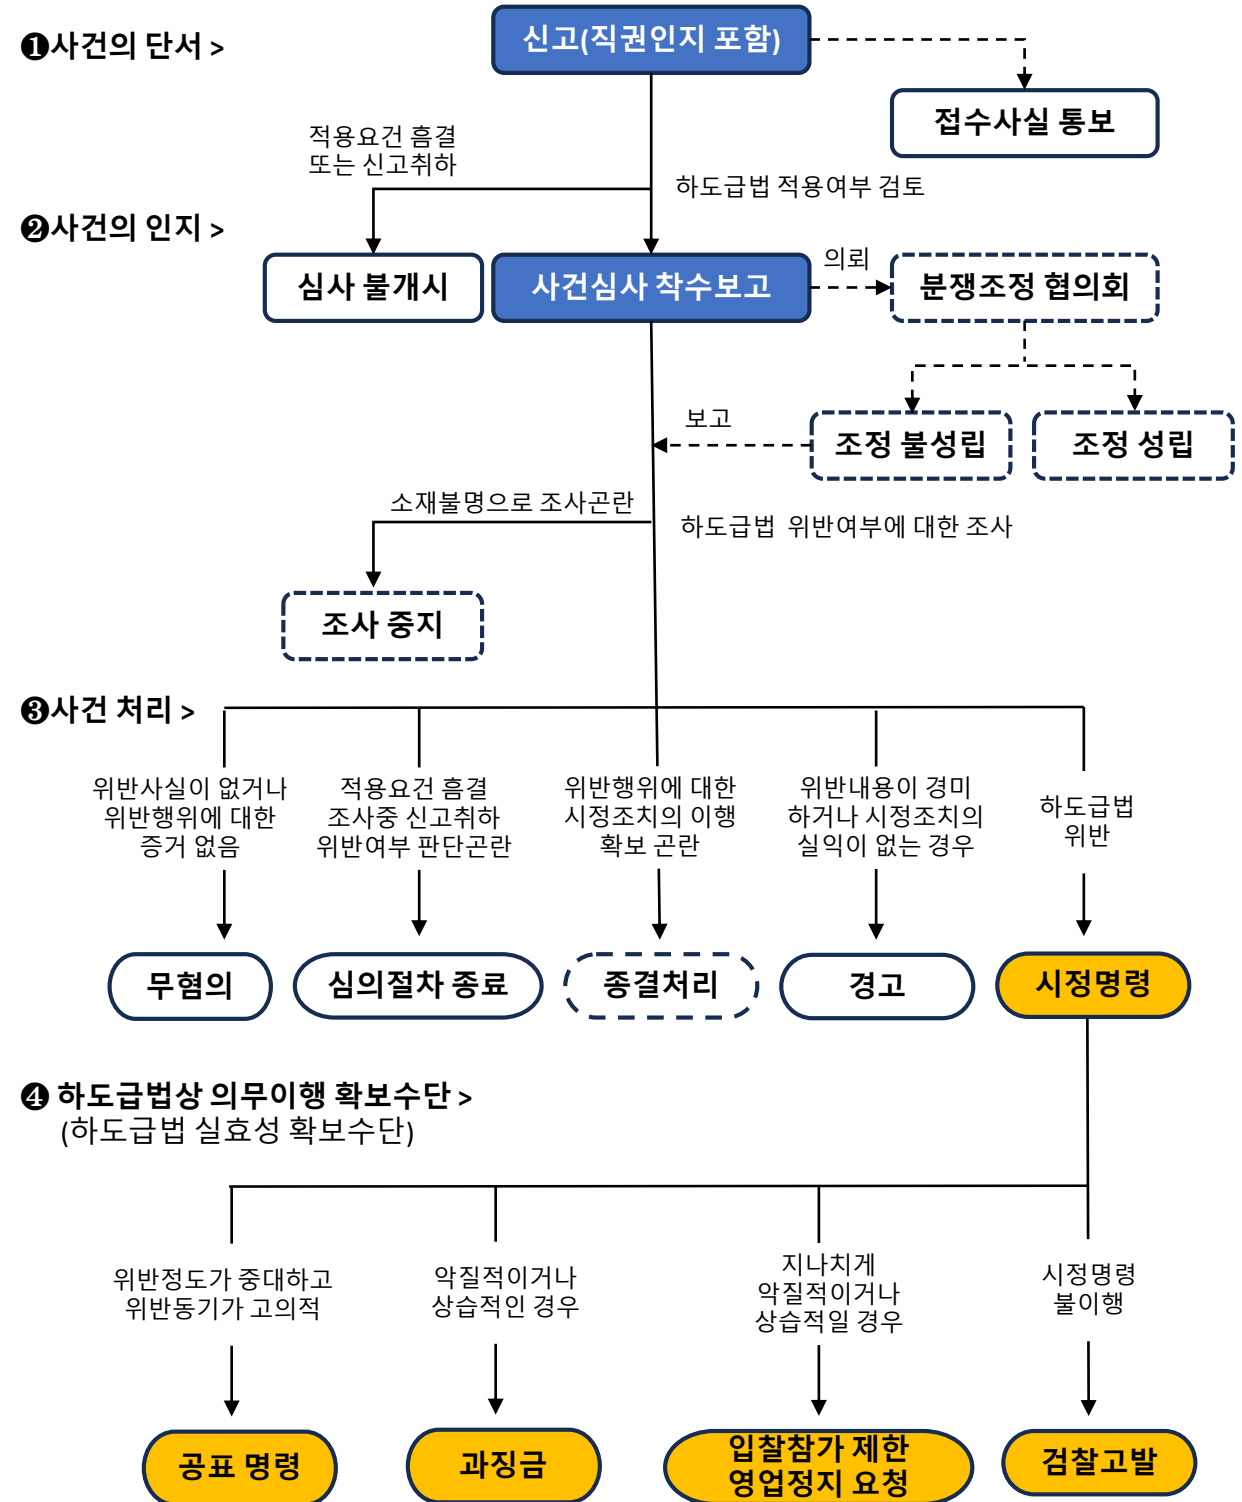 ❶사건의 단서 >
신고(직권인지 포함)
접수사실 통보
적용요건 흠결
또는 신고취하
하도급법 적용여부 검토
❷사건의 인지 >
심사 불개시
사건심사 착수보고
의뢰
분쟁조정 협의회
보고
조정 불성립
조정 성립
소재불명으로 조사곤란
하도급법 위반여부에 대한 조사
조사 중지
❸사건 처리 >
위반사실이 없거나
위반행위에 대한
증거 없음
적용요건 흠결
조사중 신고취하
위반여부 판단곤란
위반행위에 대한
시정조치의 이행
확보 곤란
위반내용이 경미
하거나 시정조치의
실익이 없는 경우
하도급법
위반
무혐의
심의절차 종료
종결처리
경고
시정명령
❹ 하도급법상 의무이행 확보수단 >
(하도급법 실효성 확보수단)
위반정도가 중대하고
위반동기가 고의적
악질적이거나
상습적인 경우
지나치게
악질적이거나
상습적일 경우
시정명령
불이행
공표 명령
과징금
입찰참가 제한
영업정지 요청
검찰고발